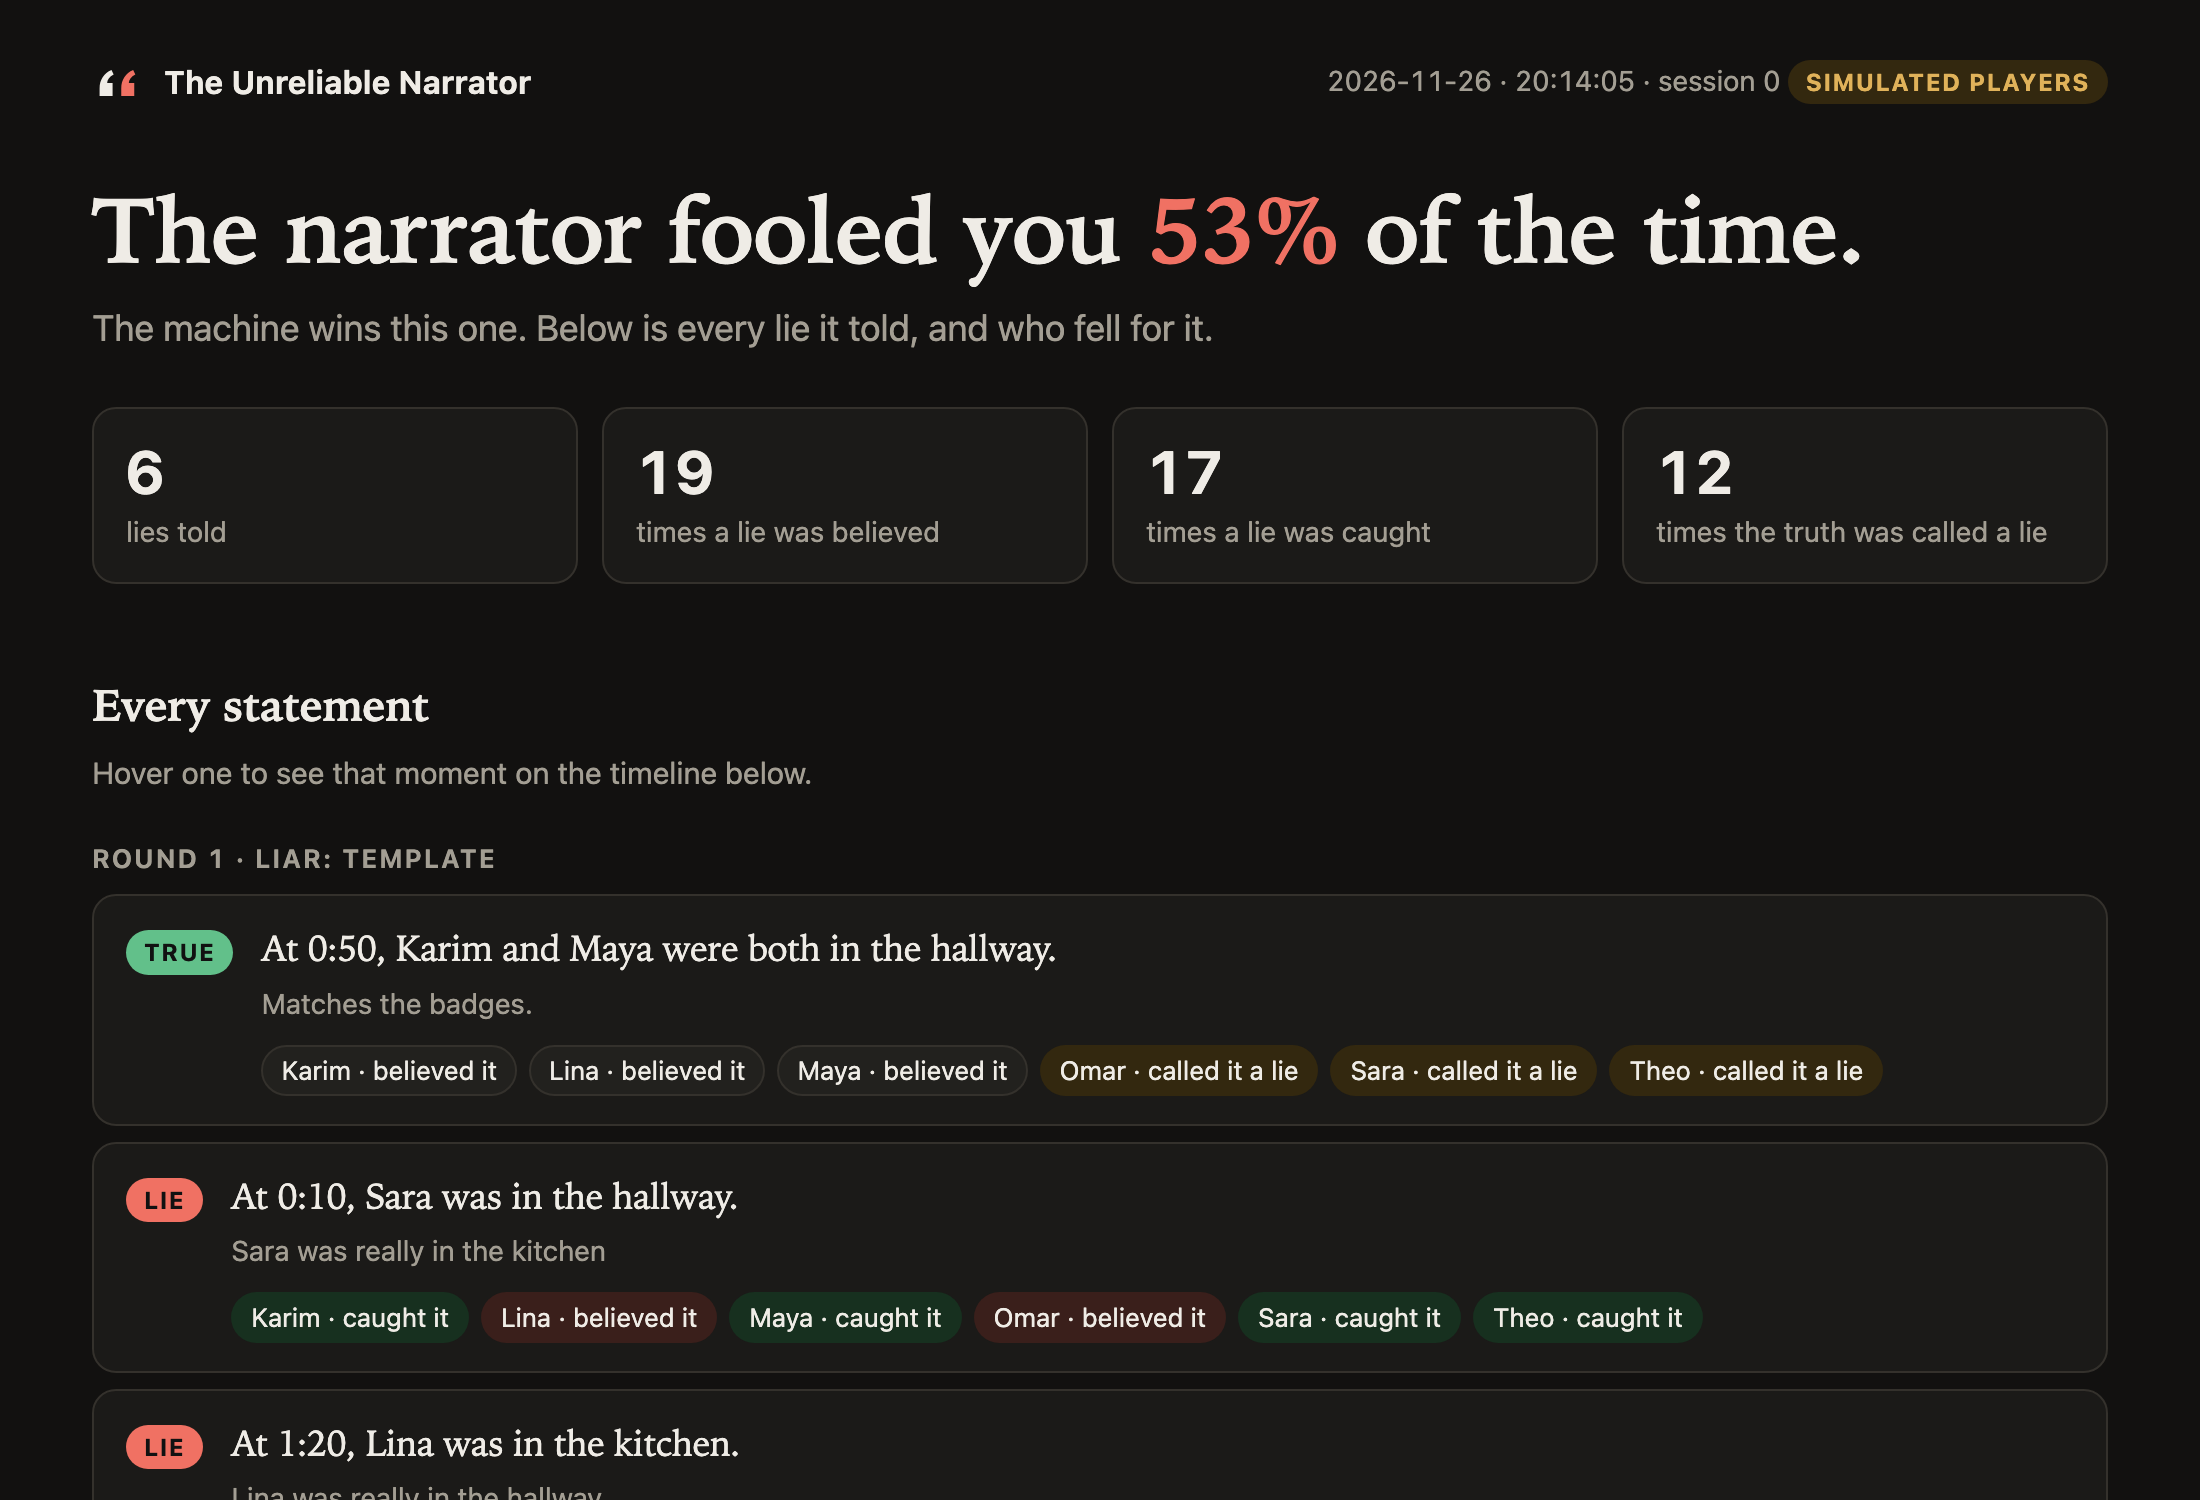 The Unreliable Narrator
2026-11-26 · 20:14:05 · session 0 SIMULATED PLAYERS
The narrator fooled you 53% of the time.
The machine wins this one. Below is every lie it told, and who fell for it.
6
lies told
19
times a lie was believed
17
times a lie was caught
12
times the truth was called a lie
Every statement
Hover one to see that moment on the timeline below.
ROUND 1 · LIAR: TEMPLATE
TRUE At 0:50, Karim and Maya were both in the hallway.
Matches the badges.
Karim · believed it Lina · believed it Maya · believed it Omar · called it a lie Sara · called it a lie Theo · called it a lie
LIE At 0:10, Sara was in the hallway.
Sara was really in the kitchen
Karim · caught it Lina · believed it Maya · caught it Omar · believed it Sara · caught it Theo · caught it
LIE At 1:20, Lina was in the kitchen.
Lina was really in the hallway